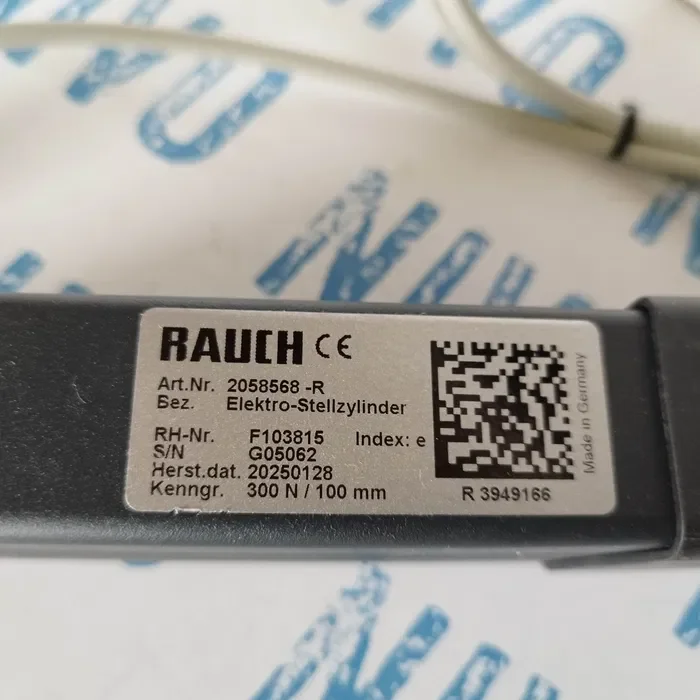 RAUCH CE
Art.Nr. 2058568 -R
Bez. Elektro-Stellzylinder
RH-Nr. F103815 Index: e
S/N G05062
Herst.dat. 20250128
Kenngr. 300 N / 100 mm
R 3949166
Made in Germany